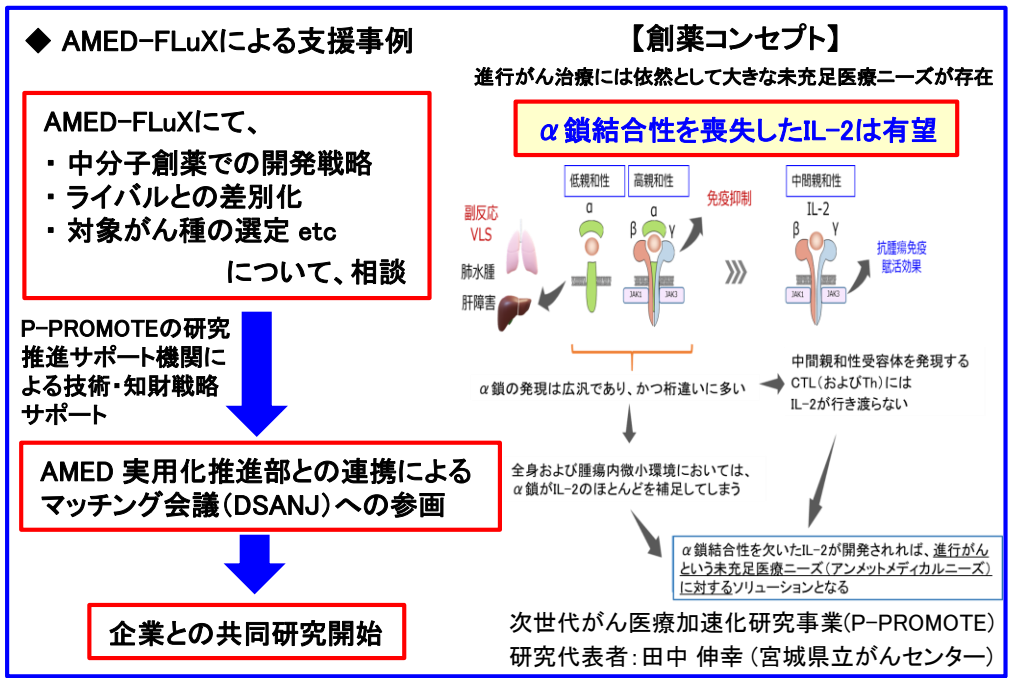 ◆ AMED-FLuXによる支援事例
AMED-FLuXにて、
・ 中分子創薬での開発戦略
・ ライバルとの差別化
・ 対象がん種の選定 etc
について、相談
P-PROMOTEの研究
推進サポート機関に
よる技術・知財戦略
サポート
AMED 実用化推進部との連携による
マッチング会議(DSANJ)への参画
企業との共同研究開始
【創薬コンセプト】
進行がん治療には依然として大きな未充足医療ニーズが存在
α鎖結合性を喪失したIL-2は有望
低親和性
高親和性
中間親和性
α
α
β
γ
JAK1
JAK3
免疫抑制
副反応
VLS
肺水腫
肝障害
IL-2
β
γ
JAK1
JAK3
抗腫瘍免疫
賦活効果
α鎖の発現は広汎であり、かつ桁違いに多い
中間親和性受容体を発現する
CTL(およびTh)には
IL-2が行き渡らない
全身および腫瘍内微小環境においては、
α鎖がIL-2のほとんどを補足してしまう
α鎖結合性を欠いたIL-2が開発されれば、進行がん
という未充足医療ニーズ(アンメットメディカルニーズ)
に対するソリューションとなる
次世代がん医療加速化研究事業(P-PROMOTE)
研究代表者:田中 伸幸 (宮城県立がんセンター)